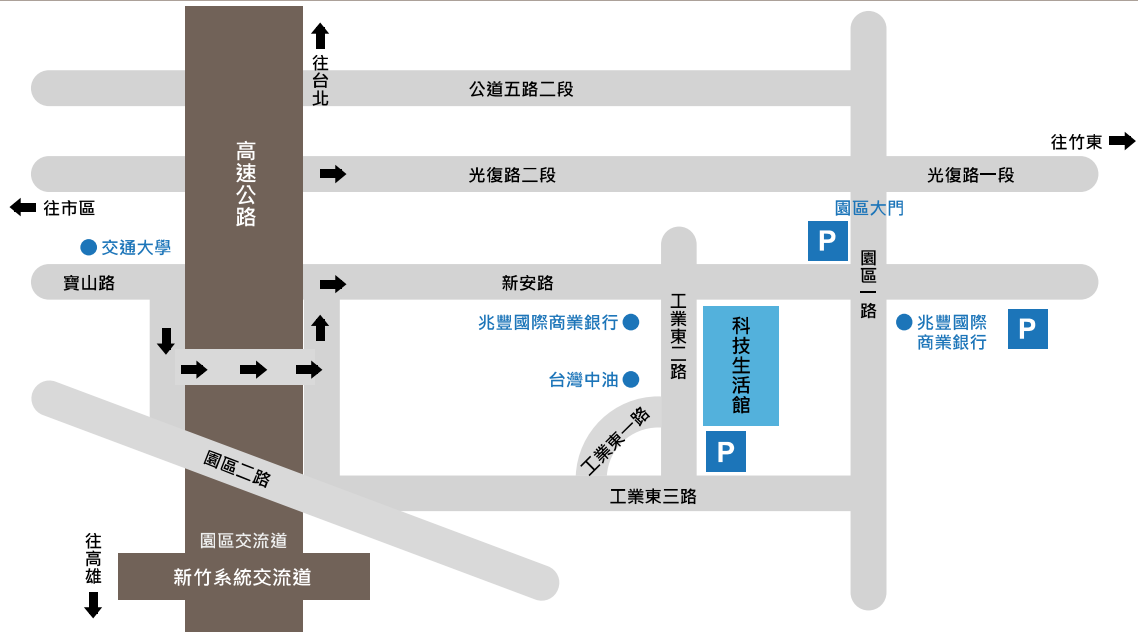 往台北
公道五路二段
往竹東
高速公路
光復路二段
光復路一段
往市區
園區大門
P
交通大學
寶山路
新安路
園區一路
工業東二路
兆豐國際商業銀行
科技生活館
兆豐國際
商業銀行
P
台灣中油
工業東一路
P
園區二路
工業東三路
往高雄
園區交流道
新竹系統交流道